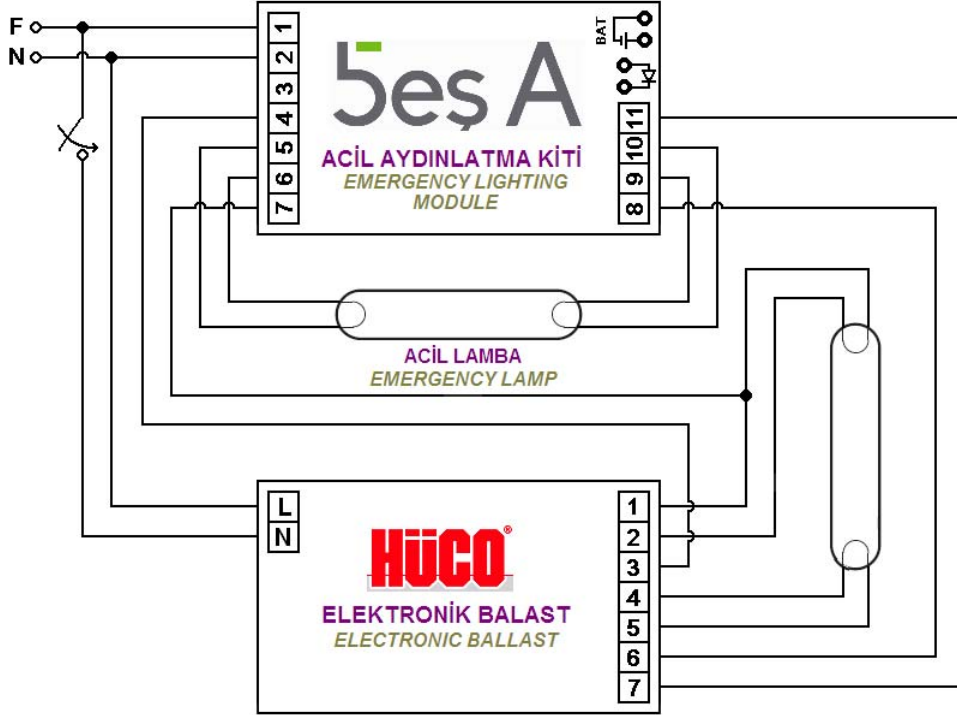 F
N
1
2
3
4
5
6
7
BAT
11
10
9
8
beş A
ACİL AYDINLATMA KİTİ
EMERGENCY LIGHTING
MODULE
ACİL LAMBA
EMERGENCY LAMP
L
N
HÜCO®
ELEKTRONİK BALAST
ELECTRONIC BALLAST
1
2
3
4
5
6
7